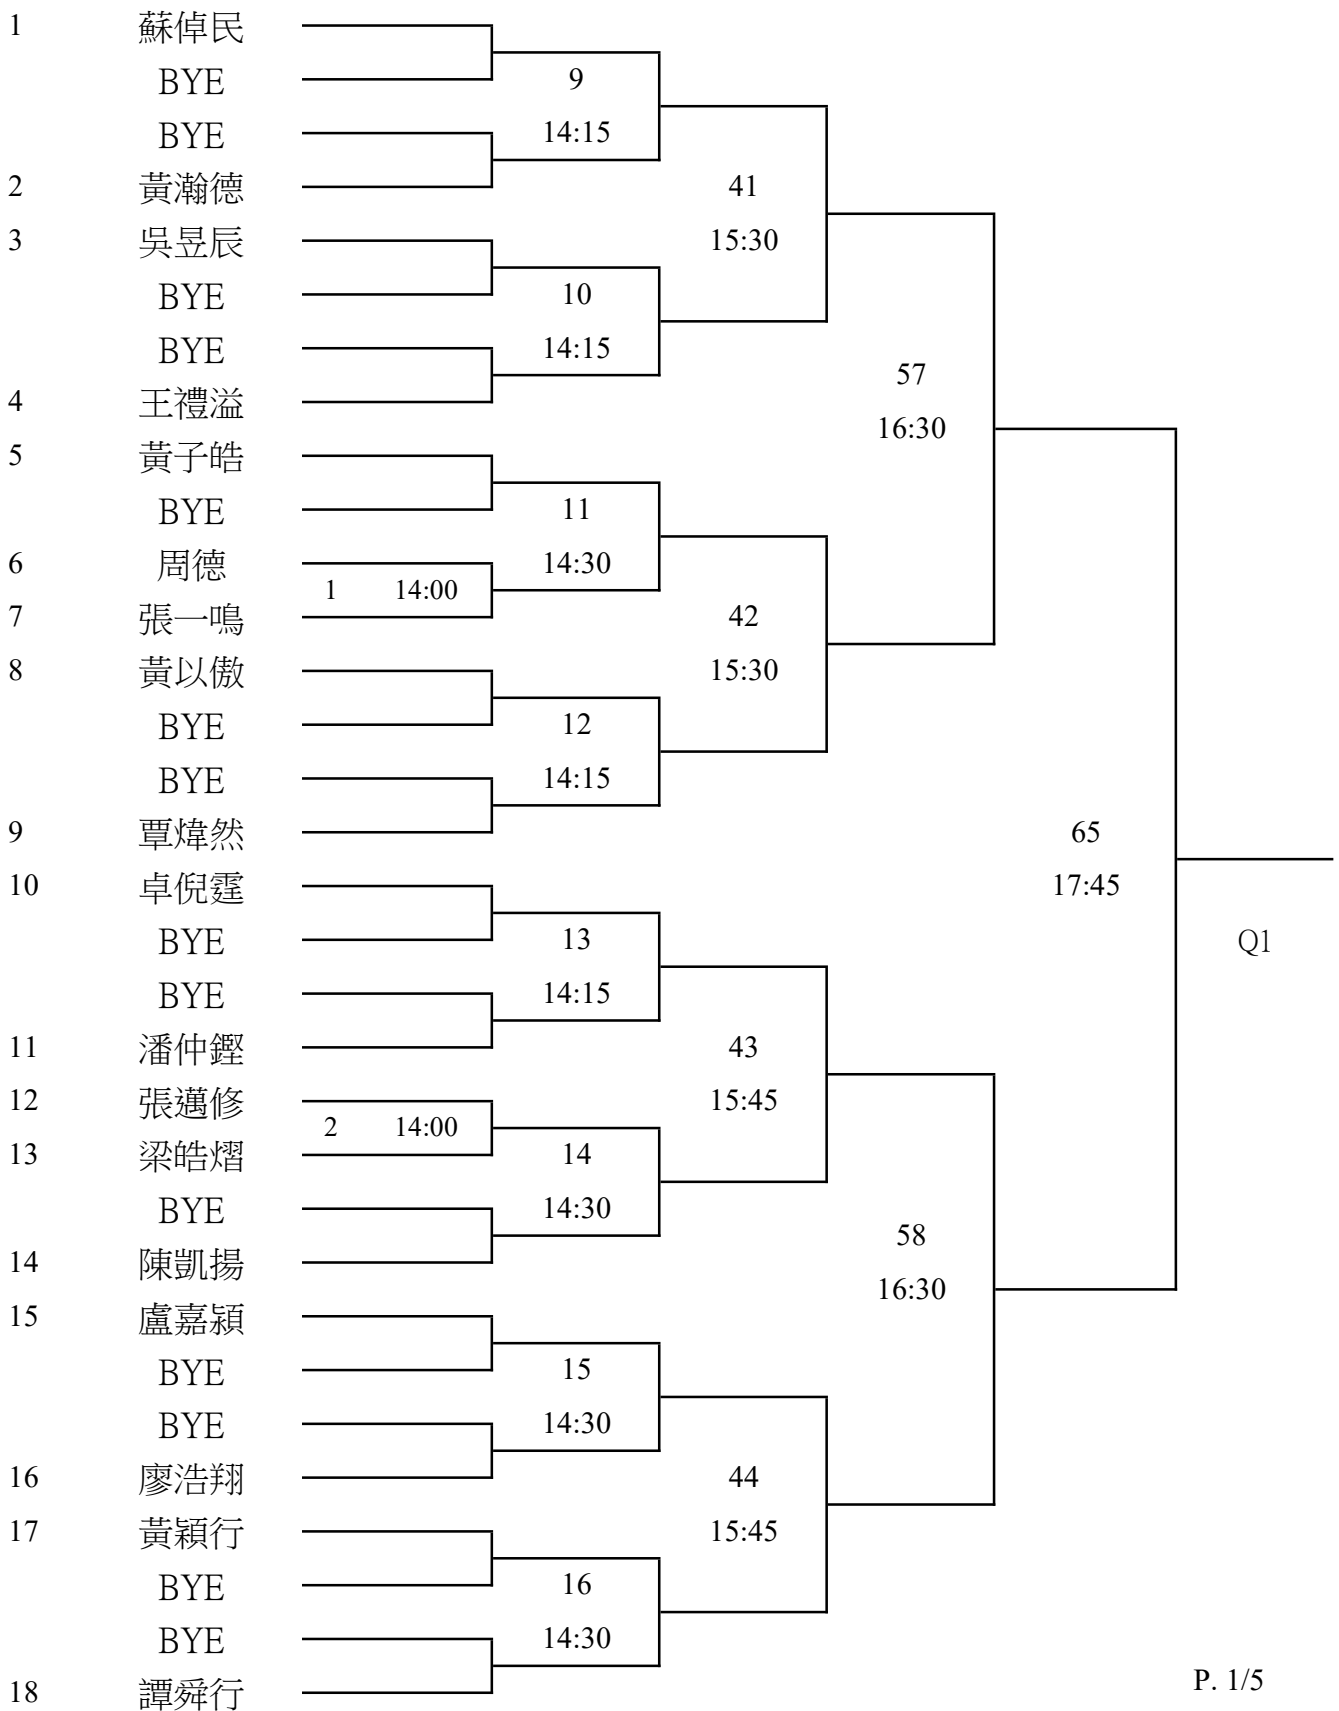 1 蘇倬民
BYE
9
BYE
14:15
2 黃瀚德
41
3 吳昱辰
15:30
BYE
10
BYE
14:15
57
4 王禮溢
16:30
5 黃子皓
BYE
11
6 周德
14:30
1 14:00
7 張一鳴
42
8 黃以傲
15:30
BYE
12
BYE
14:15
9 覃煒然
65
10 卓倪霆
17:45
BYE
13
Q1
BYE
14:15
11 潘仲鏗
43
12 張邁修
15:45
2 14:00
13 梁皓熠
14
BYE
14:30
58
14 陳凱揚
16:30
15 盧嘉潁
BYE
15
BYE
14:30
16 廖浩翔
44
17 黃穎行
15:45
BYE
16
BYE
14:30
18 譚舜行
P. 1/5